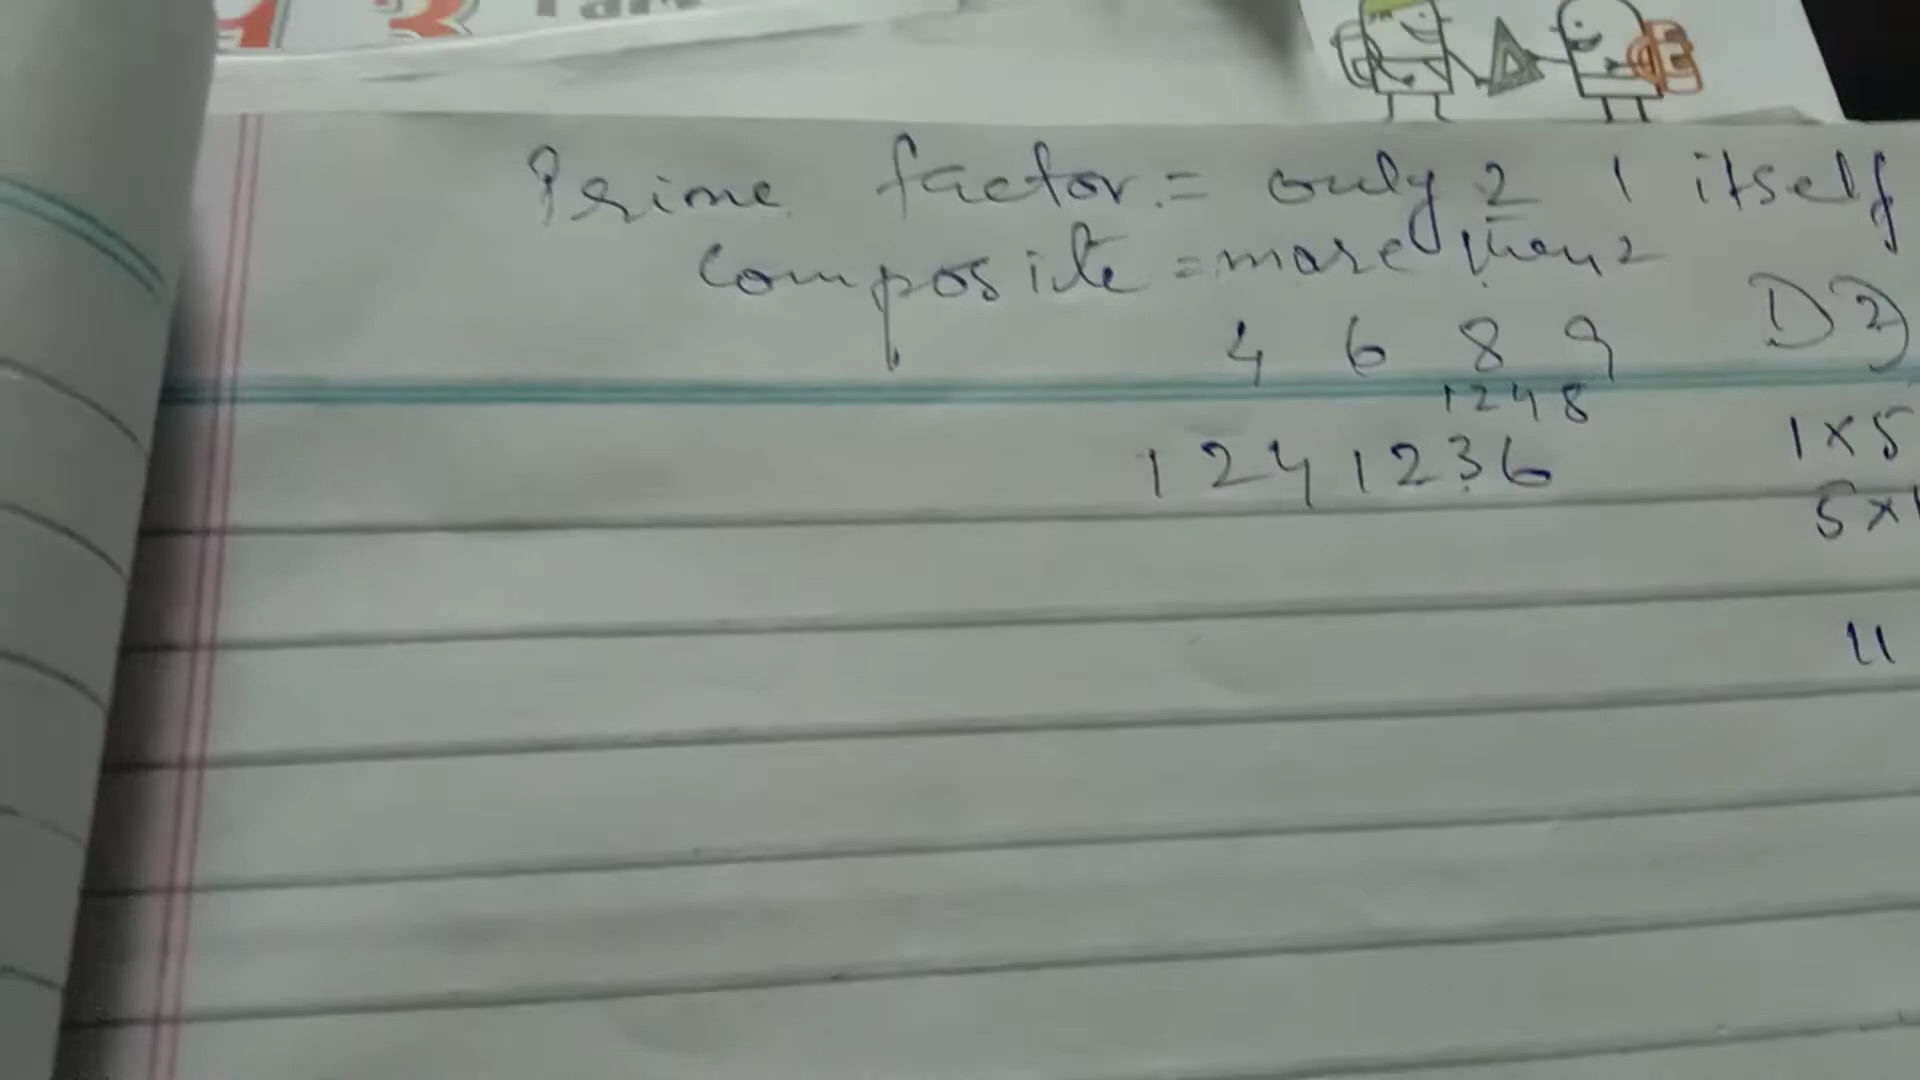 Prime factor = only 2 1 itself
Composite = more than 2
4 6 8 9
1 2 4 8
1 2 4 1 2 3 6
1 × 5
5 × 1
11